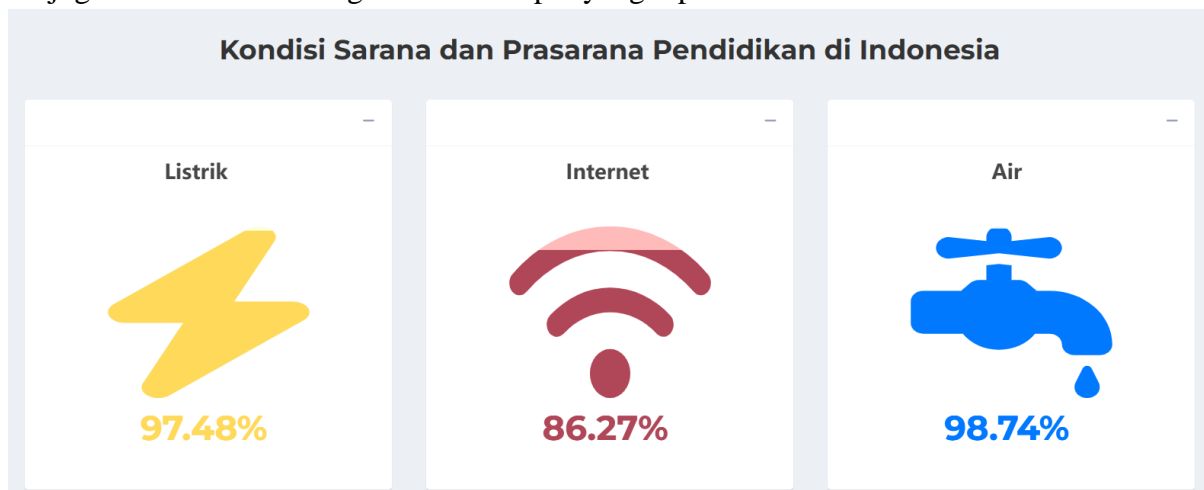 Kondisi Sarana dan Prasarana Pendidikan di Indonesia
Listrik
Internet
Air
97.48%
86.27%
98.74%